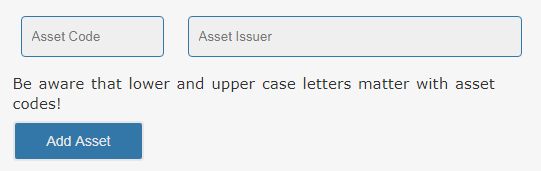 Asset Code Asset Issuer
Be aware that lower and upper case letters matter with asset
codes!
Add Asset